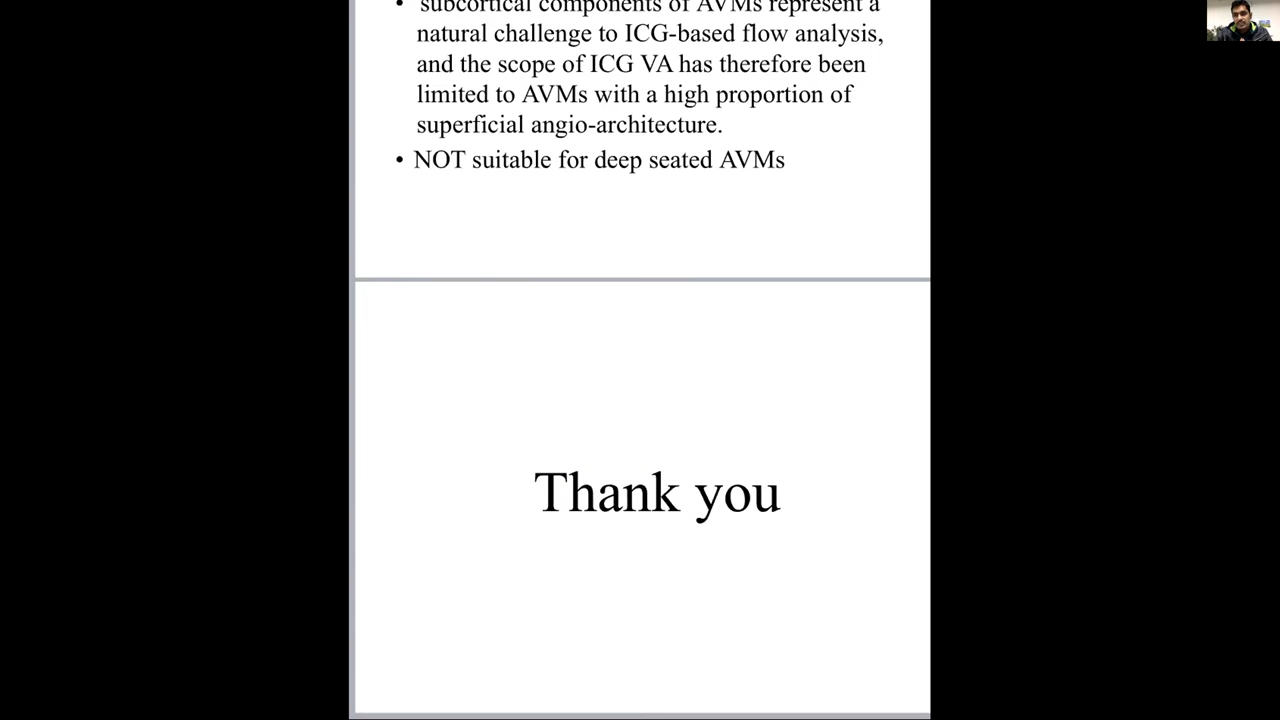 • subcortical components of AVMs represent a
natural challenge to ICG-based flow analysis,
and the scope of ICG VA has therefore been
limited to AVMs with a high proportion of
superficial angio-architecture.
• NOT suitable for deep seated AVMs
Thank you